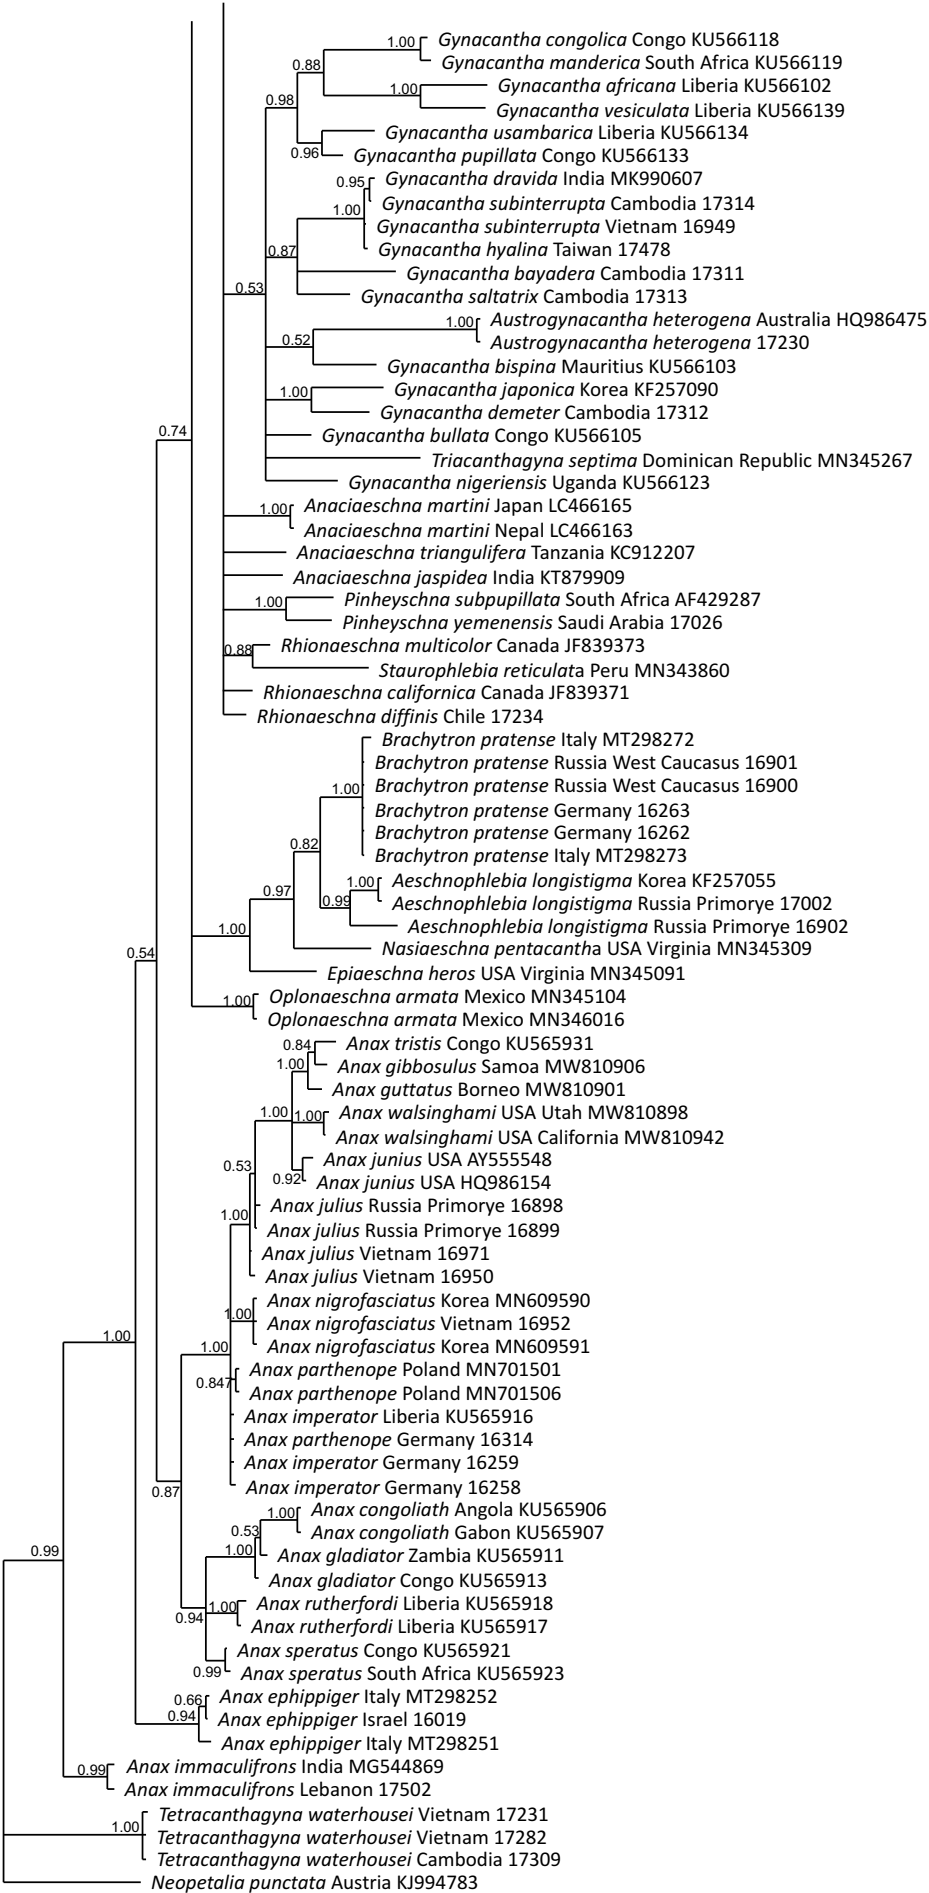 1.00 Gynacantha congolica Congo KU566118
Gynacantha manderica South Africa KU566119
0.88
1.00 Gynacantha africana Liberia KU566102
0.98
Gynacantha vesiculata Liberia KU566139
Gynacantha usambarica Liberia KU566134
0.96 Gynacantha pupillata Congo KU566133
0.95 Gynacantha dravida India MK990607
Gynacantha subinterrupta Cambodia 17314
1.00
Gynacantha subinterrupta Vietnam 16949
0.87 Gynacantha hyalina Taiwan 17478
Gynacantha bayadera Cambodia 17311
0.53 Gynacantha saltatrix Cambodia 17313
1.00 Austrogynacantha heterogena Australia HQ986475
0.52 Austrogynacantha heterogena 17230
Gynacantha bispina Mauritius KU566103
1.00 Gynacantha japonica Korea KF257090
Gynacantha demeter Cambodia 17312
0.74 Gynacantha bullata Congo KU566105
Triacanthagyna septima Dominican Republic MN345267
Gynacantha nigeriensis Uganda KU566123
1.00 Anaciaeschna martini Japan LC466165
Anaciaeschna martini Nepal LC466163
Anaciaeschna triangulifera Tanzania KC912207
Anaciaeschna jaspidea India KT879909
1.00 Pinheyschna subpupillata South Africa AF429287
Pinheyschna yemenensis Saudi Arabia 17026
0.88 Rhionaeschna multicolor Canada JF839373
Staurophlebia reticulata Peru MN343860
Rhionaeschna californica Canada JF839371
Rhionaeschna diffinis Chile 17234
Brachytron pratense Italy MT298272
Brachytron pratense Russia West Caucasus 16901
1.00 Brachytron pratense Russia West Caucasus 16900
Brachytron pratense Germany 16263
0.82 Brachytron pratense Germany 16262
Brachytron pratense Italy MT298273
0.97 1.00 Aeschnophlebia longistigma Korea KF257055
0.99 Aeschnophlebia longistigma Russia Primorye 17002
1.00 Aeschnophlebia longistigma Russia Primorye 16902
0.54 Nasiaeschna pentacantha USA Virginia MN345309
Epiaeschna heros USA Virginia MN345091
1.00 Oplonaeschna armata Mexico MN345104
Oplonaeschna armata Mexico MN346016
0.84 Anax tristis Congo KU565931
1.00 Anax gibbosulus Samoa MW810906
Anax guttatus Borneo MW810901
1.00 1.00 Anax walsinghami USA Utah MW810898
Anax walsinghami USA California MW810942
0.53 Anax junius USA AY555548
0.92 Anax junius USA HQ986154
1.00 Anax julius Russia Primorye 16898
Anax julius Russia Primorye 16899
Anax julius Vietnam 16971
Anax julius Vietnam 16950
1.00 Anax nigrofasciatus Korea MN609590
Anax nigrofasciatus Vietnam 16952
1.00 1.00 Anax nigrofasciatus Korea MN609591
0.847 Anax parthenope Poland MN701501
Anax parthenope Poland MN701506
Anax imperator Liberia KU565916
Anax parthenope Germany 16314
Anax imperator Germany 16259
0.87 Anax imperator Germany 16258
1.00 Anax congoliath Angola KU565906
0.53 Anax congoliath Gabon KU565907
0.99 1.00 Anax gladiator Zambia KU565911
Anax gladiator Congo KU565913
1.00 Anax rutherfordi Liberia KU565918
0.94 Anax rutherfordi Liberia KU565917
Anax speratus Congo KU565921
0.99 Anax speratus South Africa KU565923
0.66 Anax ephippiger Italy MT298252
0.94 Anax ephippiger Israel 16019
Anax ephippiger Italy MT298251
0.99 Anax immaculifrons India MG544869
Anax immaculifrons Lebanon 17502
1.00 Tetracanthagyna waterhousei Vietnam 17231
Tetracanthagyna waterhousei Vietnam 17282
Tetracanthagyna waterhousei Cambodia 17309
Neopetalia punctata Austria KJ994783